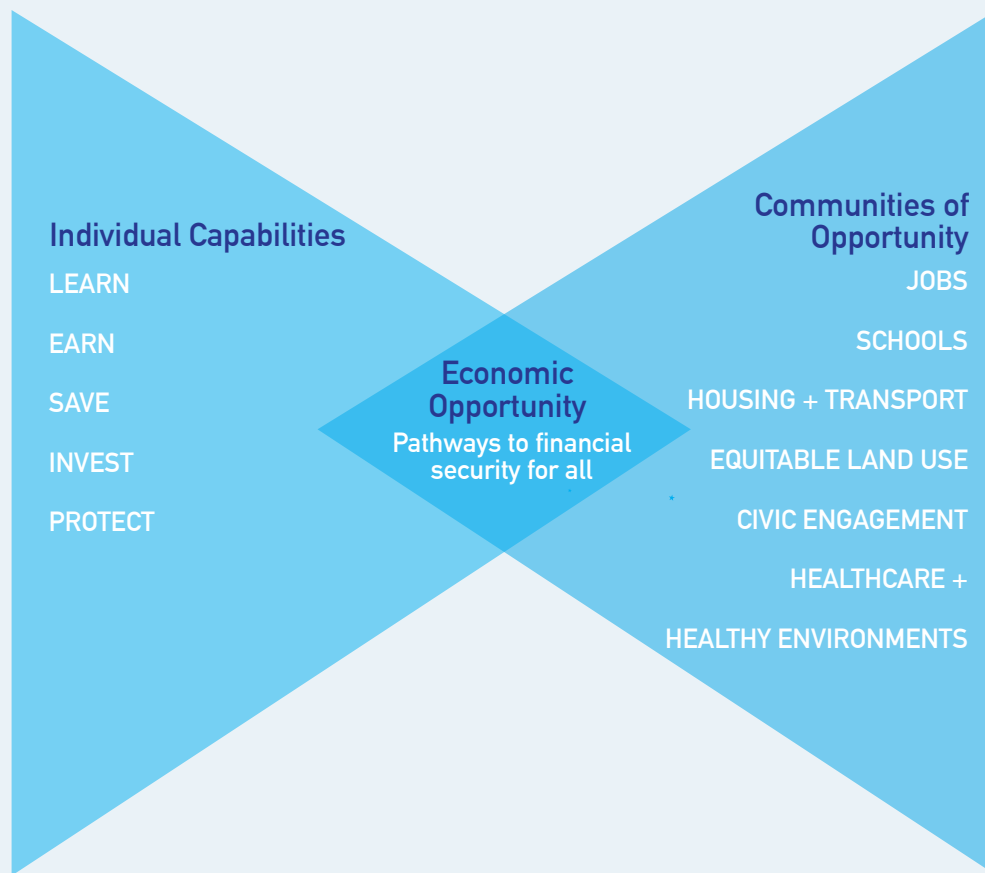 Individual Capabilities
LEARN
EARN
SAVE
INVEST
PROTECT
Economic
Opportunity
Pathways to financial
security for all
Communities of
Opportunity
JOBS
SCHOOLS
HOUSING + TRANSPORT
EQUITABLE LAND USE
CIVIC ENGAGEMENT
HEALTHCARE +
HEALTHY ENVIRONMENTS